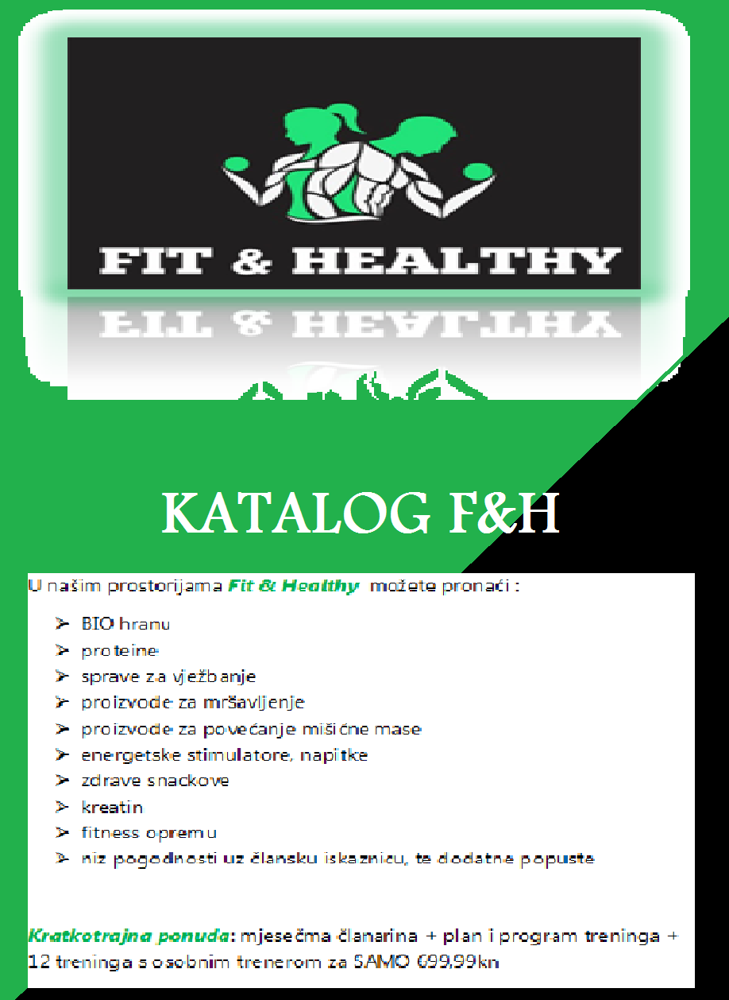 FIT & HEALTHY
KATALOG F&H
U našim prostorijama Fit & Healthy možete pronaći :
➢ BIO hranu
➢ proteine
➢ sprave za vježbanje
➢ proizvode za mršavljenje
➢ proizvode za povećanje mišićne mase
➢ energetske stimulatore, napitke
➢ zdrave snackove
➢ kreatin
➢ fitness opremu
➢ niz pogodnosti uz člansku iskaznicu, te dodatne popuste
Kratkotrajna ponuda: mjesečma članarina + plan i program treninga +
12 treninga s osobnim trenerom za SAMO 699,99kn